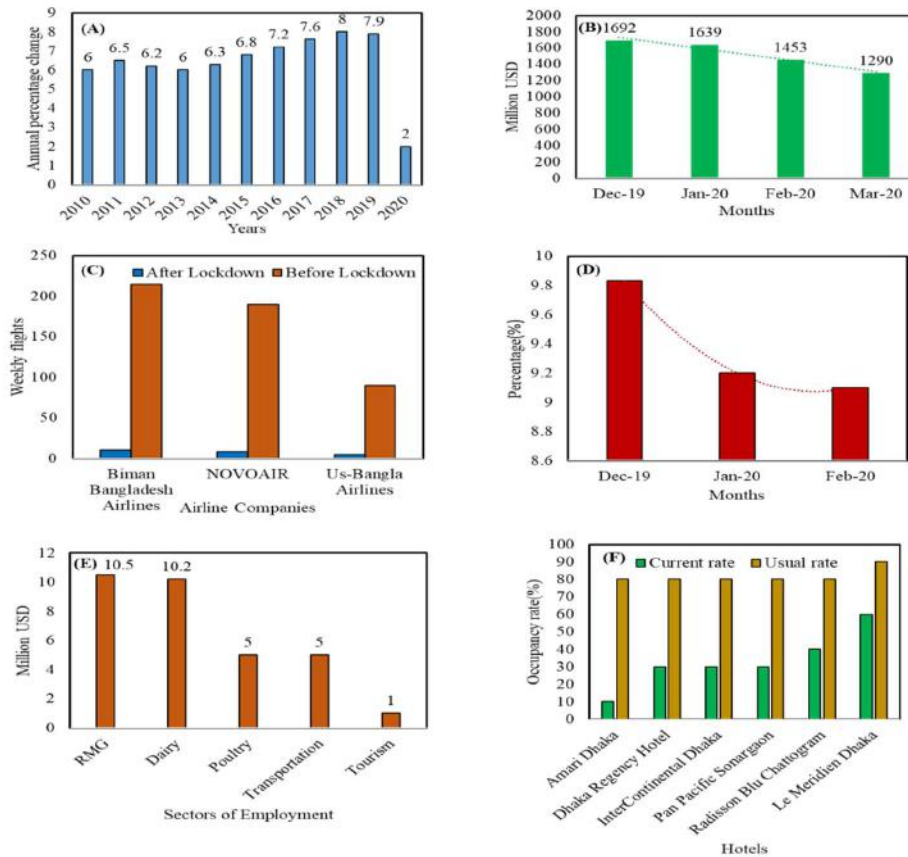 (A)
Annual percentage change
9
8
7
6
5
4
3
2
1
0
6
6.5
6.2
6
6.3
6.8
7.2
7.6
8
7.9
2
2010
2011
2012
2013
2014
2015
2016
2017
2018
2019
2020
Years
(B)
Million USD
2000
1800
1600
1400
1200
1000
800
600
400
200
0
1692
1639
1453
1290
Dec-19
Jan-20
Feb-20
Mar-20
Months
(C)
After Lockdown
Before Lockdown
Weekly flights
250
200
150
100
50
0
Biman
Bangladesh
Airlines
NOVOAIR
Us-Bangla
Airlines
Airline Companies
(D)
Percentage(%)
10
9.8
9.6
9.4
9.2
9
8.8
8.6
Dec-19
Jan-20
Feb-20
Months
(E)
Million USD
12
10
8
6
4
2
0
10.5
10.2
5
5
1
RMG
Dairy
Poultry
Transportation
Tourism
Sectors of Employment
(F)
Current rate
Usual rate
Occupancy rate(%)
100
90
80
70
60
50
40
30
20
10
0
Amari Dhaka
Dhaka Regency Hotel
InterContinental Dhaka
Pan Pacific Sonargaon
Radisson Blu Chattogram
Le Meridien Dhaka
Hotels